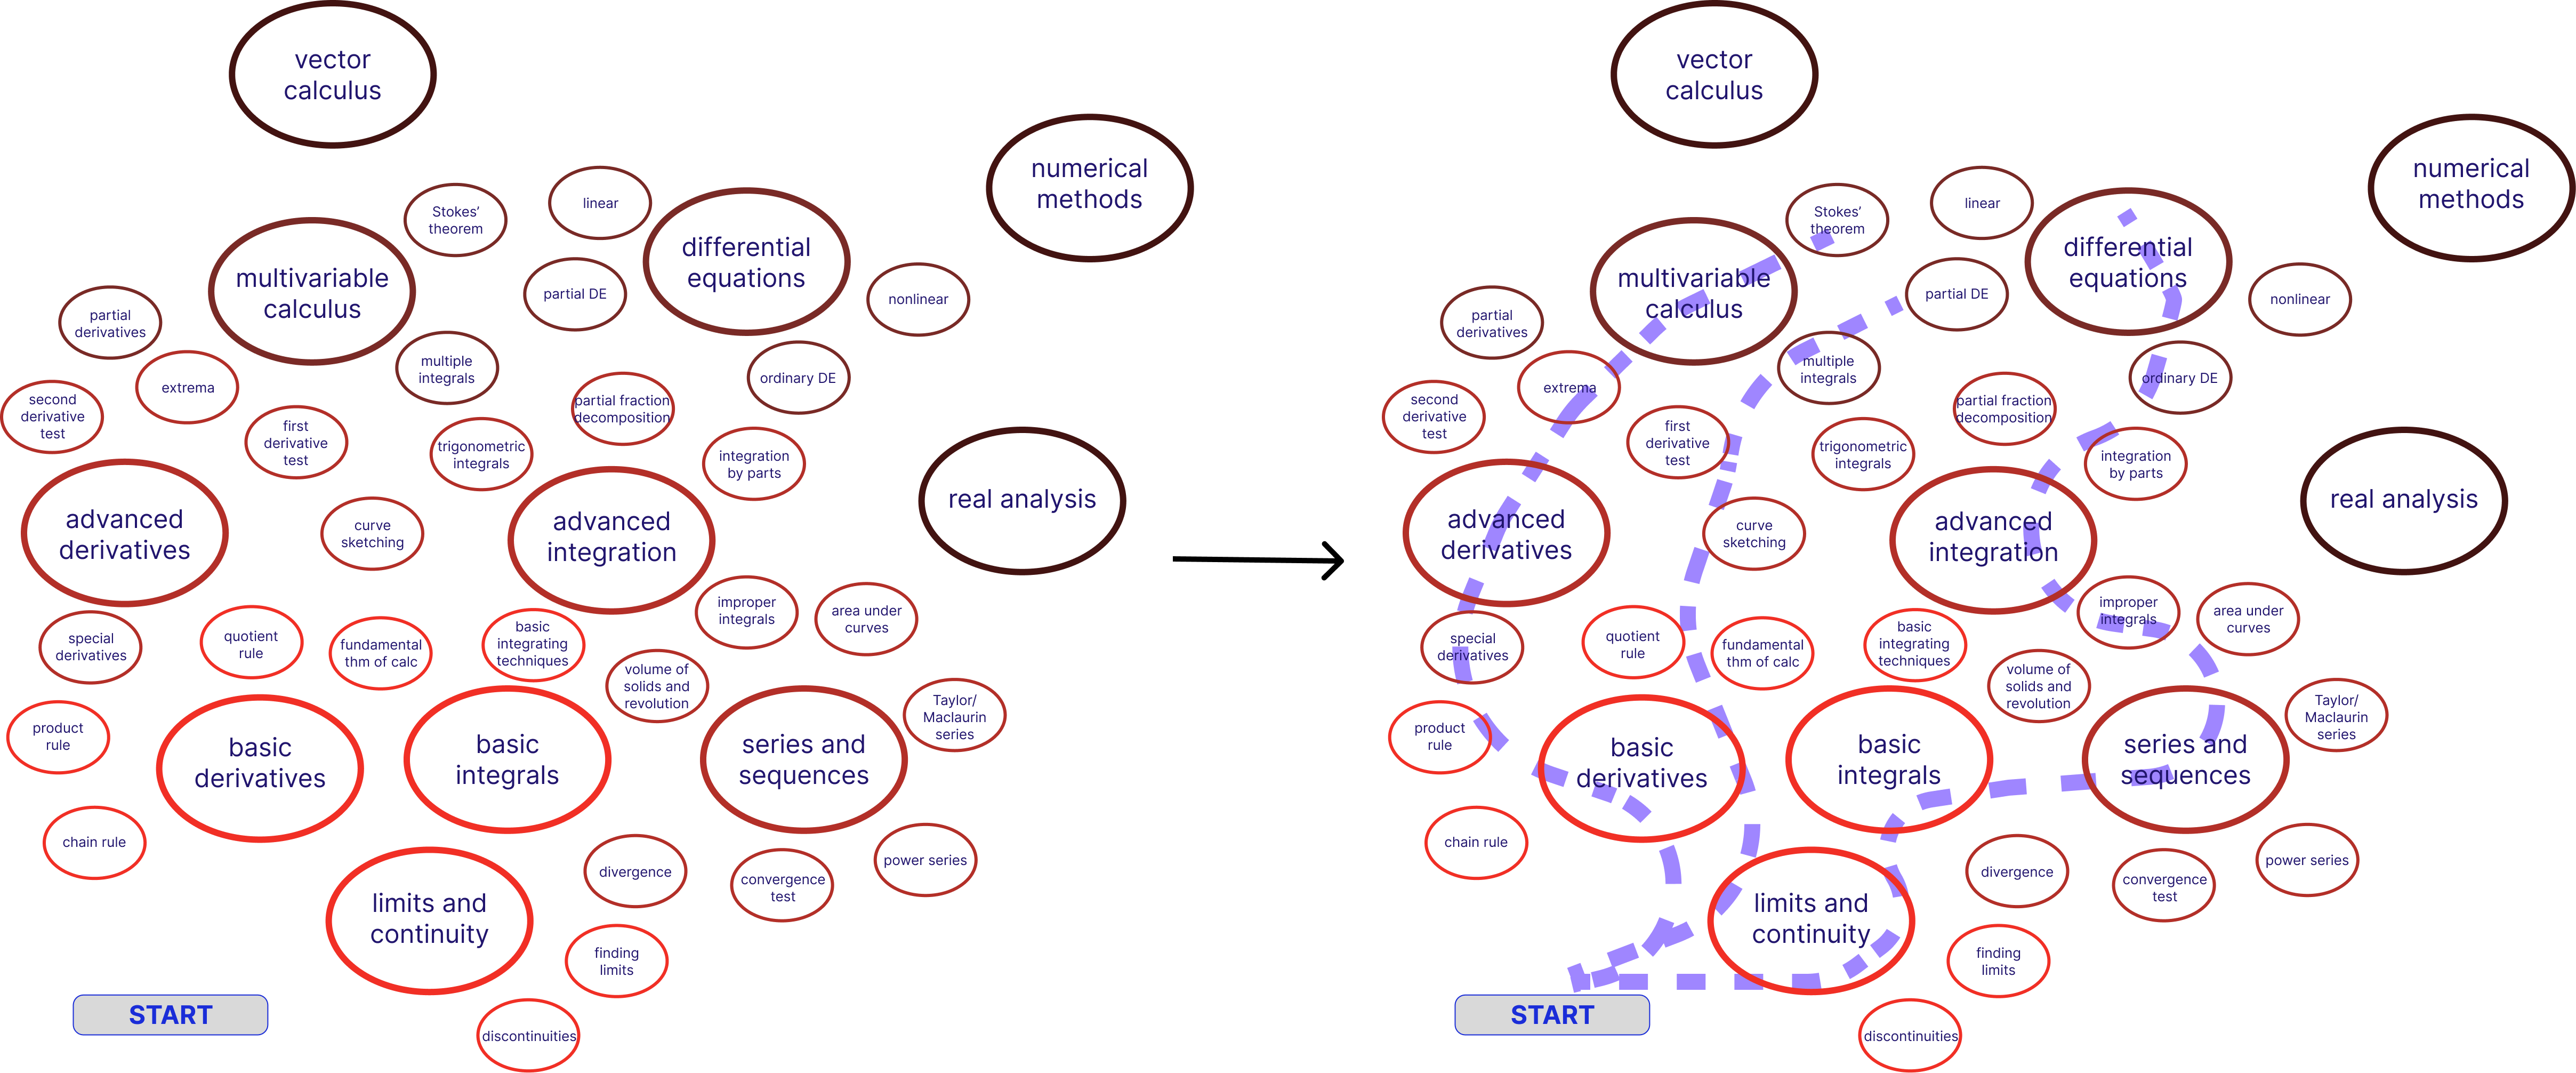 vector
calculus
numerical
methods
Stokes'
theorem
linear
differential
equations
multivariable
calculus
partial DE
nonlinear
partial
derivatives
multiple
integrals
ordinary DE
extrema
second
derivative
test
first
derivative
test
partial fraction
decomposition
trigonometric
integrals
integration
by parts
real analysis
advanced
derivatives
curve
sketching
advanced
integration
improper
integrals
area under
curves
special
derivatives
quotient
rule
fundamental
thm of calc
basic
integrating
techniques
volume of
solids and
revolution
Taylor/
Maclaurin
series
product
rule
basic
derivatives
basic
integrals
series and
sequences
chain rule
divergence
convergence
test
power series
limits and
continuity
finding
limits
START
discontinuities
vector
calculus
numerical
methods
Stokes'
theorem
linear
differential
equations
multivariable
calculus
partial DE
nonlinear
partial
derivatives
multiple
integrals
ordinary DE
extrema
second
derivative
test
first
derivative
test
partial fraction
decomposition
trigonometric
integrals
integration
by parts
real analysis
advanced
derivatives
curve
sketching
advanced
integration
improper
integrals
area under
curves
special
derivatives
quotient
rule
fundamental
thm of calc
basic
integrating
techniques
volume of
solids and
revolution
Taylor/
Maclaurin
series
product
rule
basic
derivatives
basic
integrals
series and
sequences
chain rule
divergence
convergence
test
power series
limits and
continuity
finding
limits
START
discontinuities